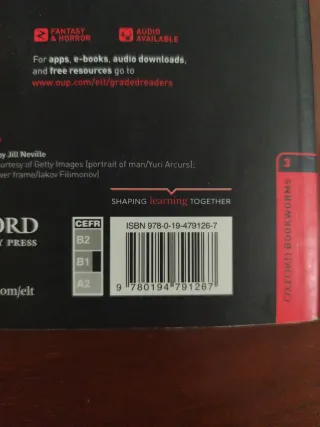 FANTASY & HORROR
AUDIO AVAILABLE
For apps, e-books, audio downloads,
and free resources go to
www.oup.com/elt/gradedreaders
by Jill Neville
ourtesy of Getty Images (portrait of man/Yuri Arcurs);
wer frame/Iakov Filimonov)
SHAPING learning TOGETHER
ORD
Y PRESS
om/elt
CEFR
B2
B1
A2
ISBN 978-0-19-479126-7
9 780194 791267
3
OXFORD BOOKWORMS